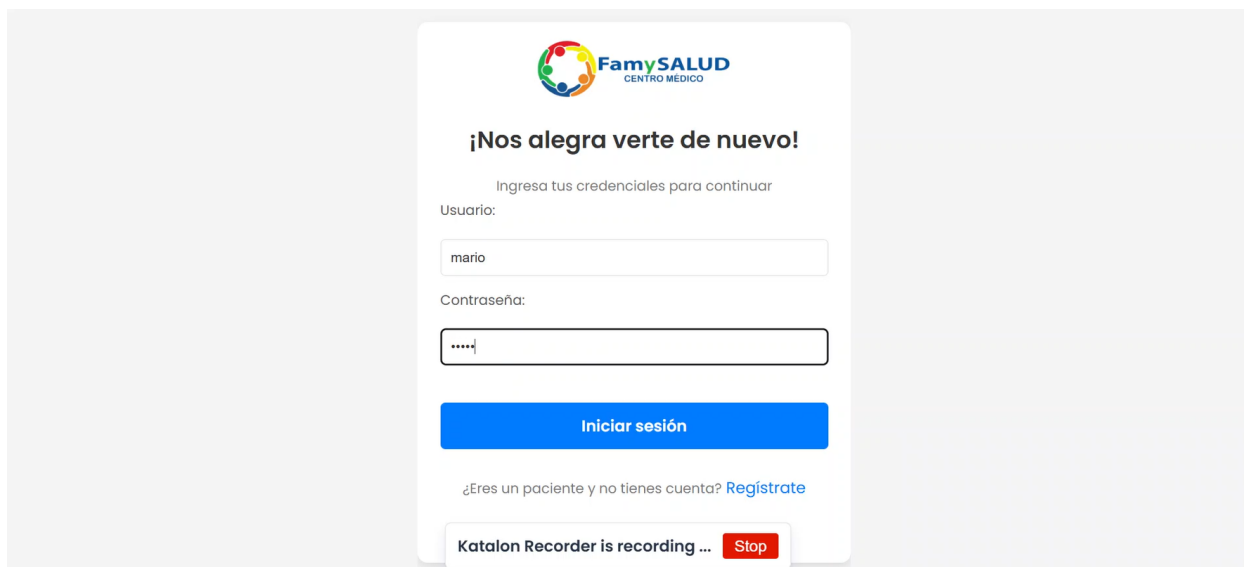 FamySALUD
CENTRO MÉDICO
¡Nos alegra verte de nuevo!
Ingresa tus credenciales para continuar
Usuario:
mario
Contraseña:
•••••
Iniciar sesión
¿Eres un paciente y no tienes cuenta? Regístrate
Katalon Recorder is recording ... Stop